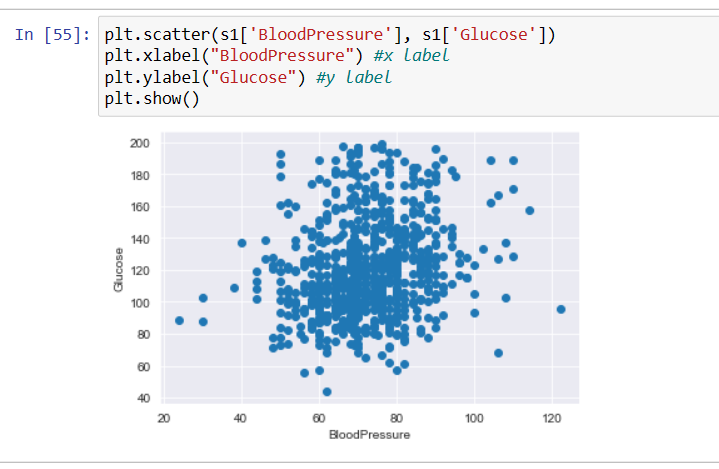 In [55]: plt.scatter(s1['BloodPressure'], s1['Glucose'])
plt.xlabel("BloodPressure") #x label
plt.ylabel("Glucose") #y label
plt.show()
200
180
160
140
120
100
80
60
40
Glucose
20 40 60 80 100 120
BloodPressure